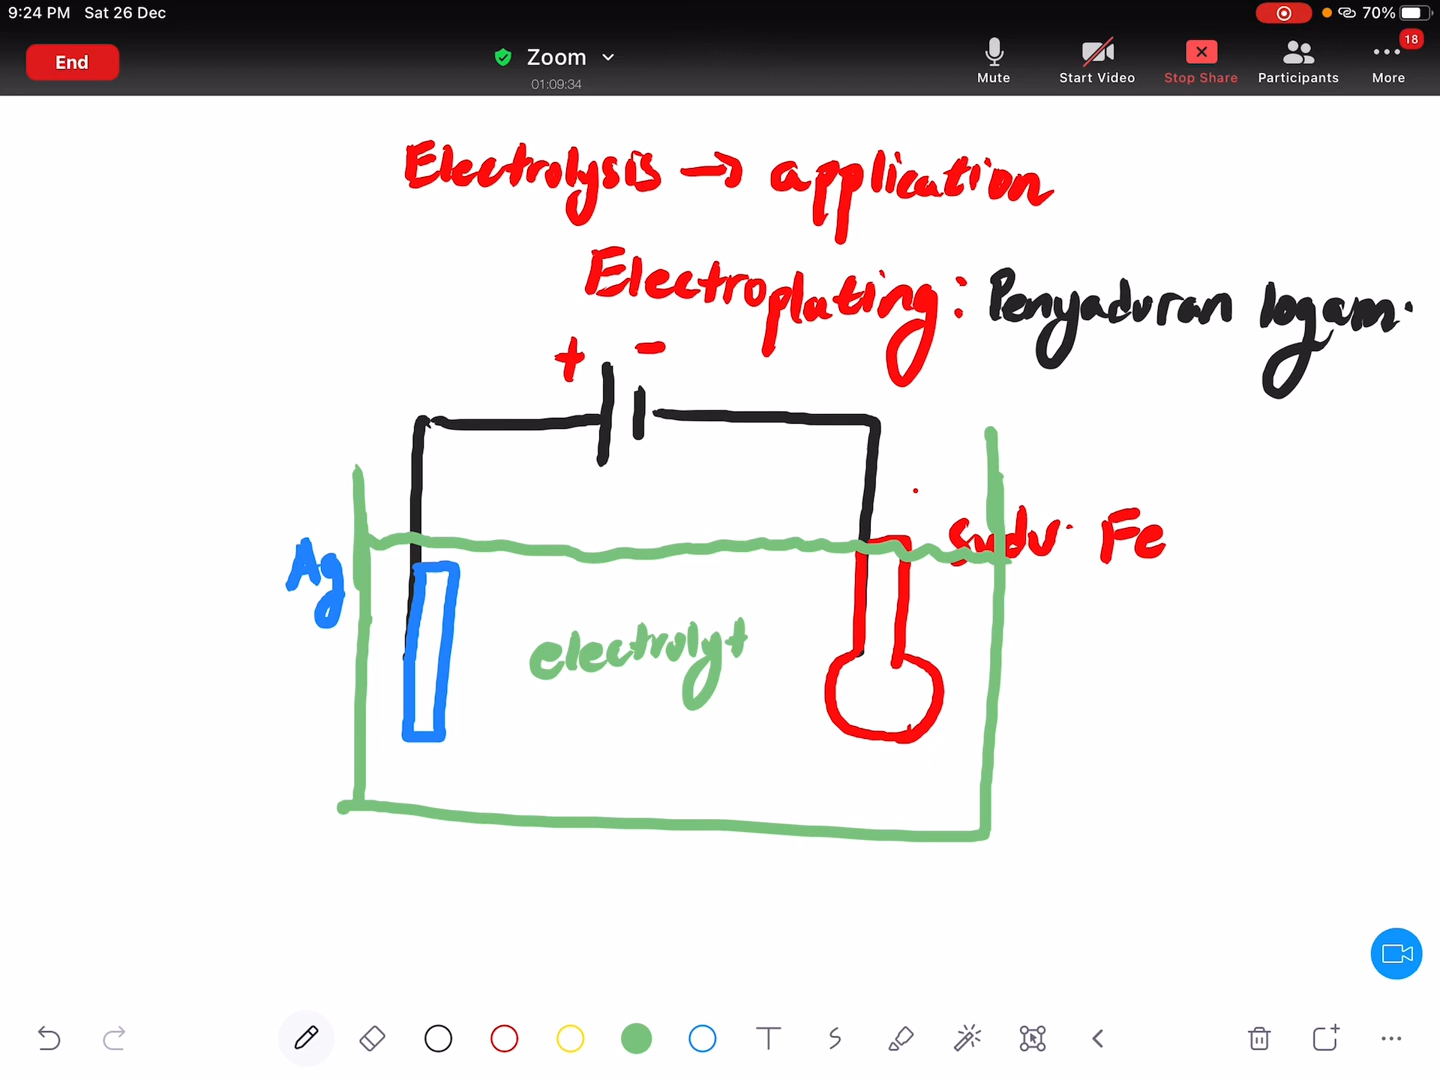 9:24 PM Sat 26 Dec
70%
End
Zoom
01:09:34
Mute
Start Video
Stop Share
Participants
18
More
Electrolysis → application
Electroplating : Penyaduran logam.
+ -
Ag
Sudu. Fe
electrolyt
T